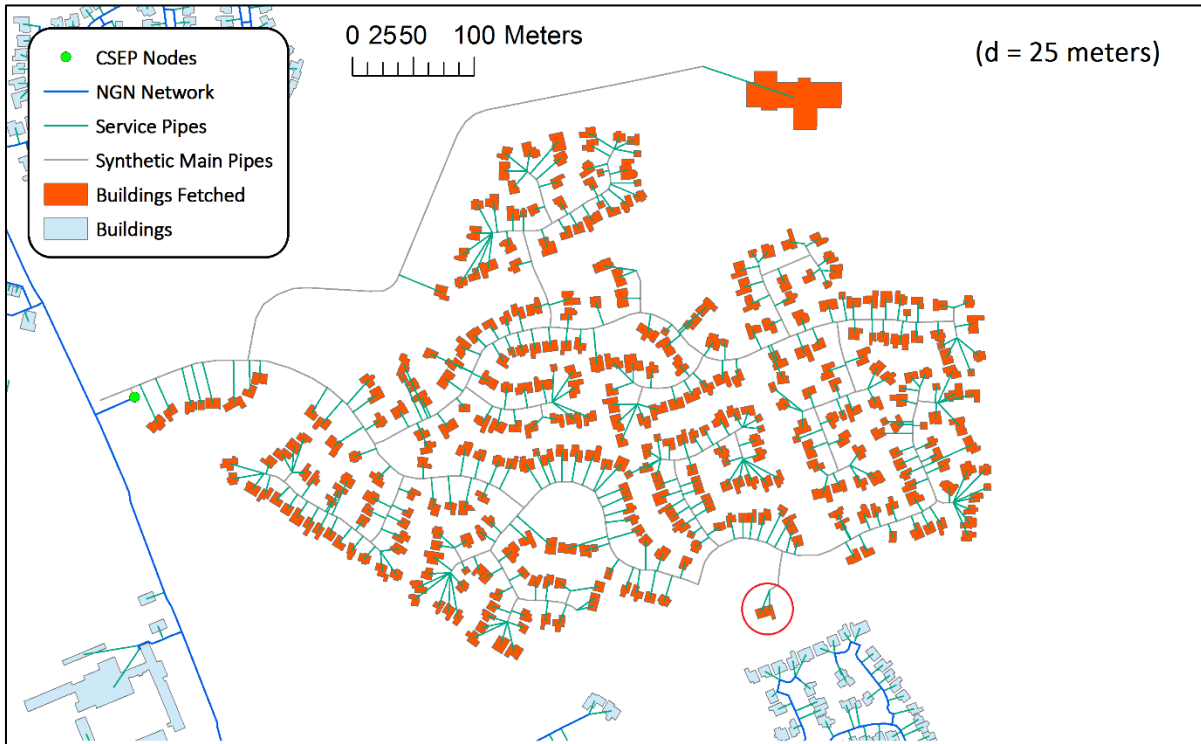 CSEP Nodes
NGN Network
Service Pipes
Synthetic Main Pipes
Buildings Fetched
Buildings
0 2550 100 Meters
(d = 25 meters)